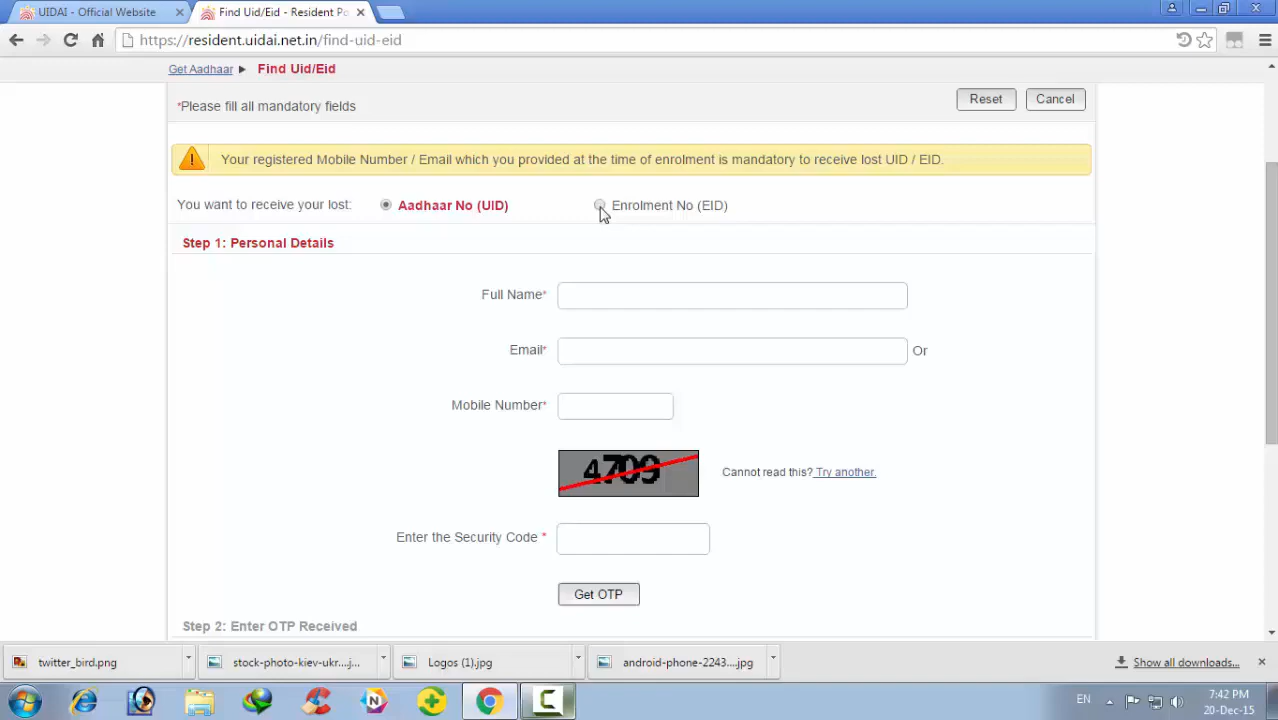 UIDAI - Official Website
Find Uid/Eid - Resident Po
https://resident.uidai.net.in/find-uid-eid
Get Aadhaar Find Uid/Eid
*Please fill all mandatory fields
Reset
Cancel
Your registered Mobile Number / Email which you provided at the time of enrolment is mandatory to receive lost UID / EID.
You want to receive your lost: Aadhaar No (UID) Enrolment No (EID)
Step 1: Personal Details
Full Name*
Email* Or
Mobile Number*
4709
Cannot read this? Try another.
Enter the Security Code *
Get OTP
Step 2: Enter OTP Received
twitter_bird.png
stock-photo-kiev-ukr....j...
Logos (1).jpg
android-phone-2243....jpg
Show all downloads...
EN
7:42 PM
20-Dec-15